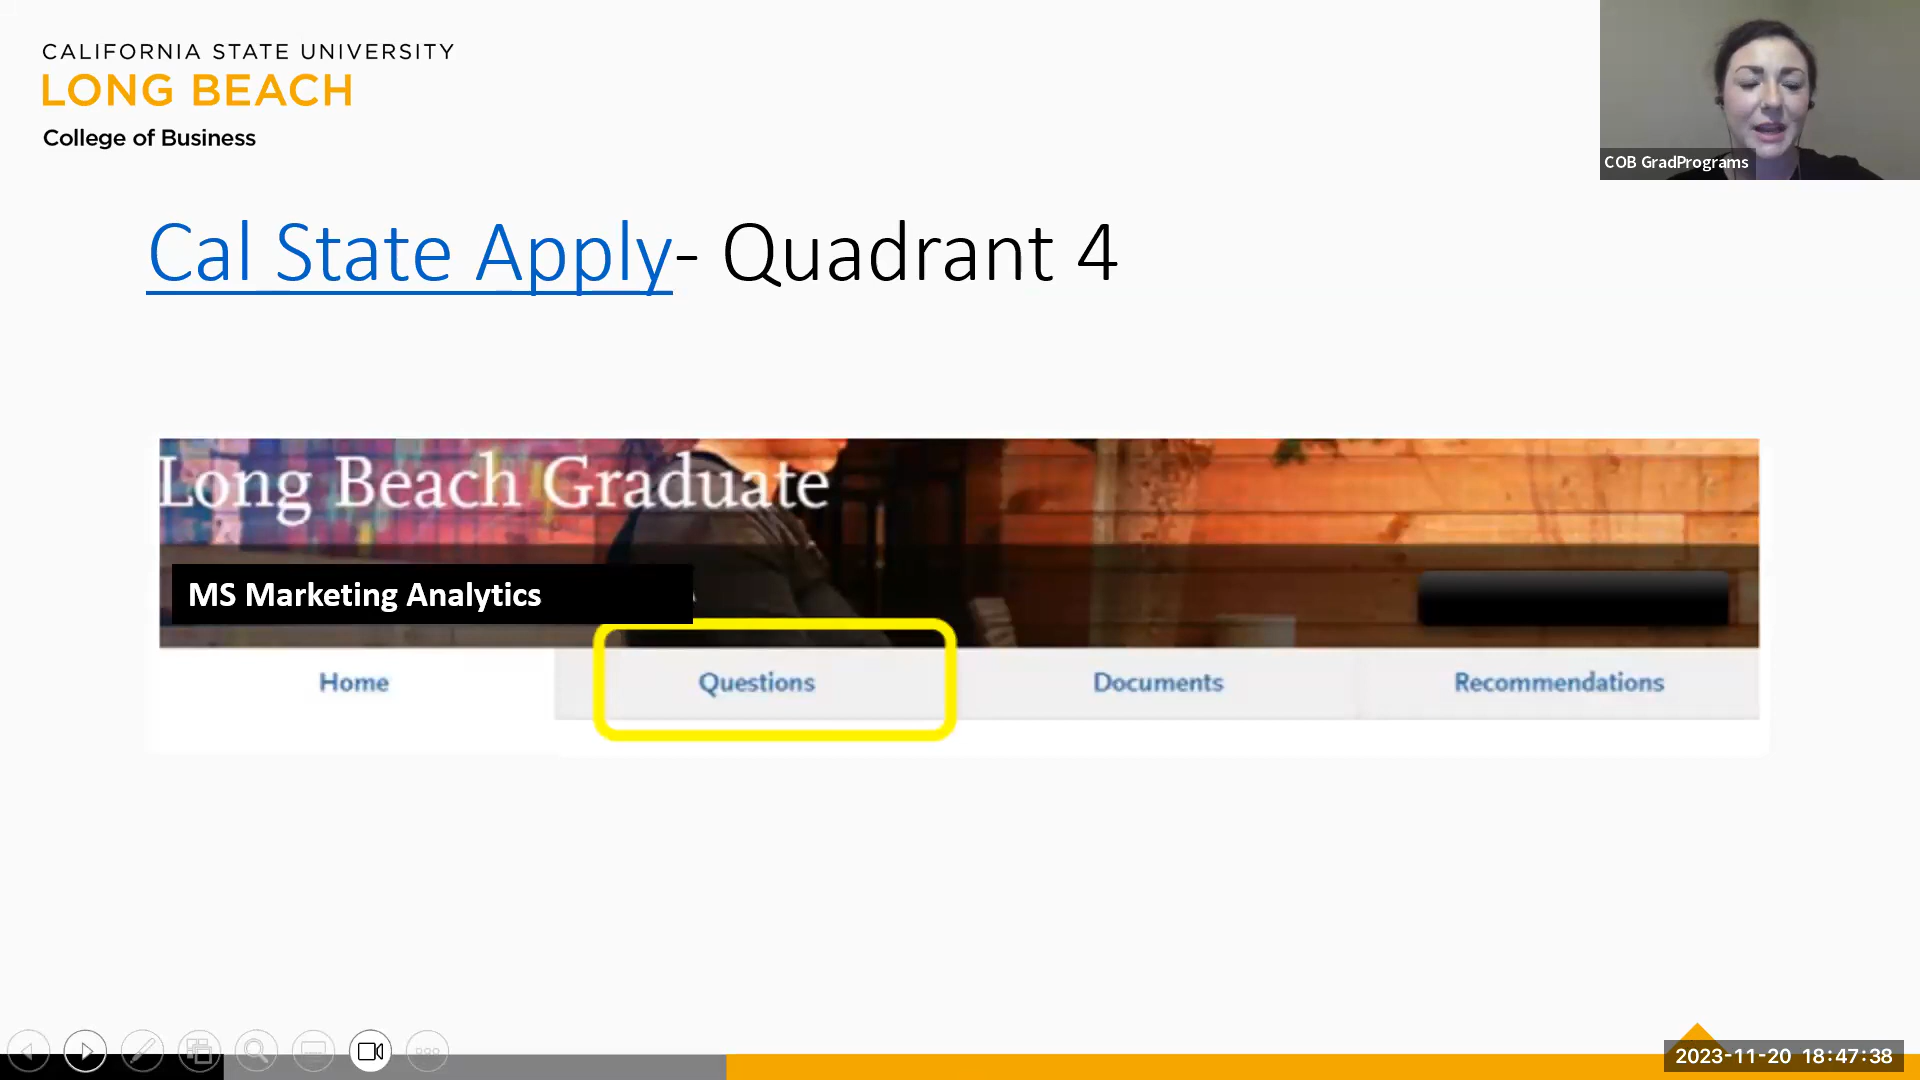 CALIFORNIA STATE UNIVERSITY
LONG BEACH
College of Business
COB GradPrograms
Cal State Apply- Quadrant 4
Long Beach Graduate
MS Marketing Analytics
Home
Questions
Documents
Recommendations
2023-11-20 18:47:38